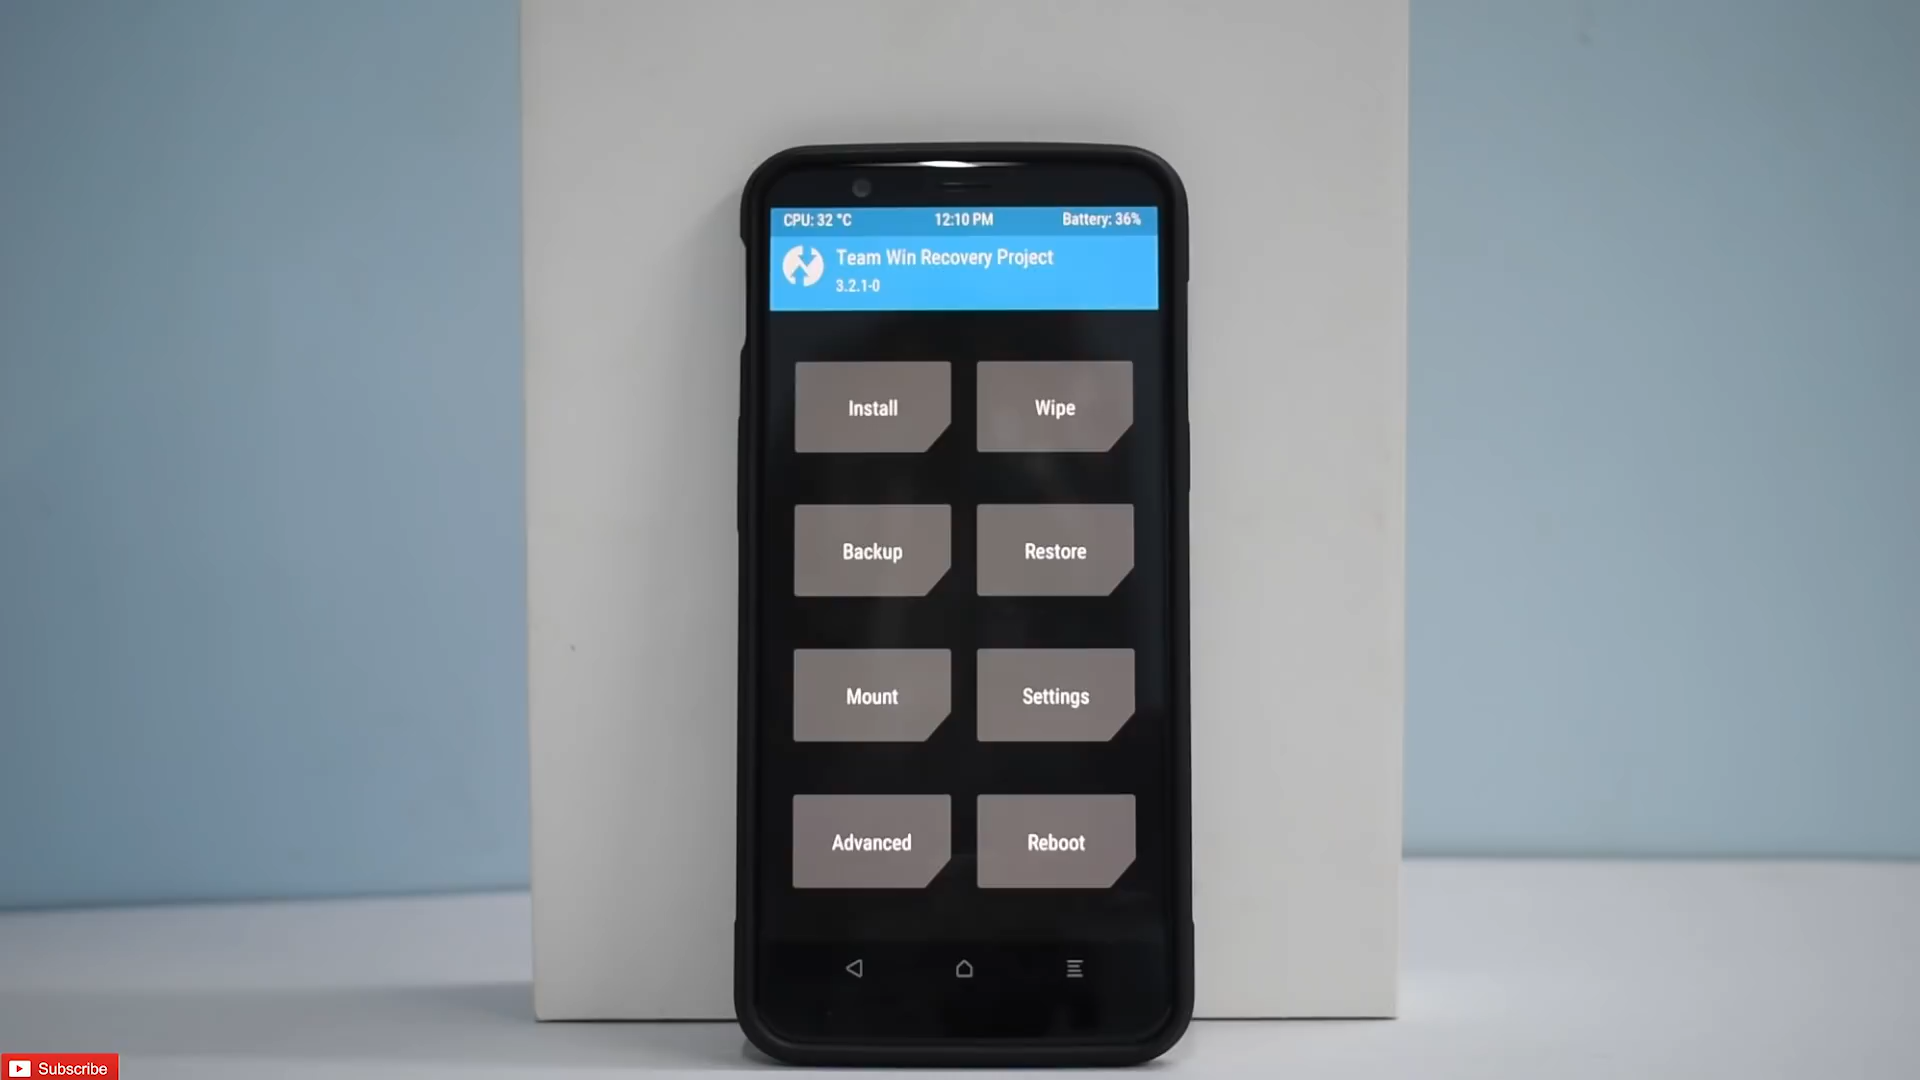 CPU: 32 °C 12:10 PM Battery: 36%
Team Win Recovery Project
3.2.1-0
Install Wipe
Backup Restore
Mount Settings
Advanced Reboot
Subscribe